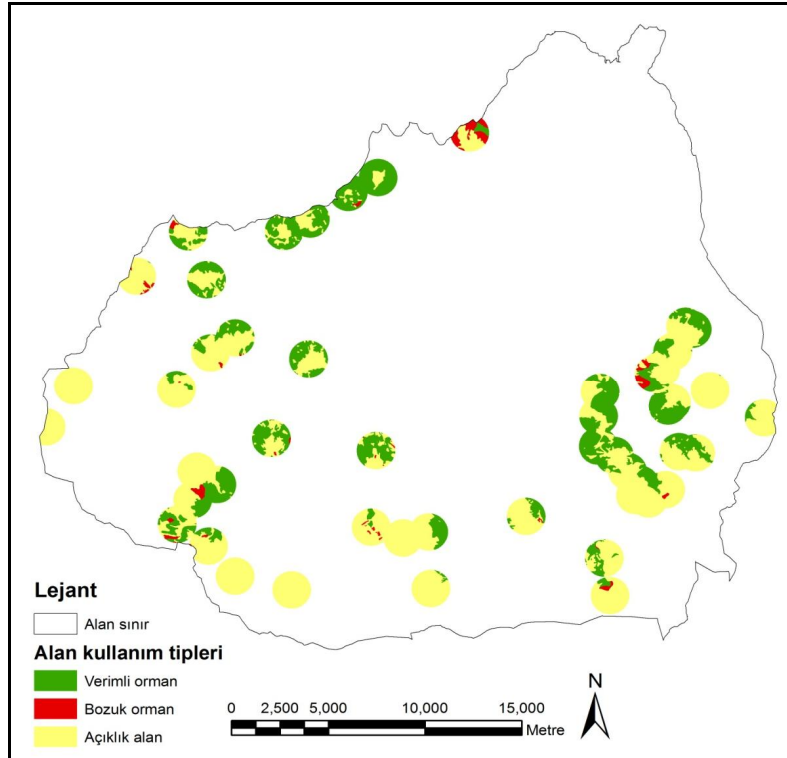 Lejant
Alan sınır
Alan kullanım tipleri
Verimli orman
Bozuk orman
Açıklık alan
0 2,500 5,000 10,000 15,000
Metre
N